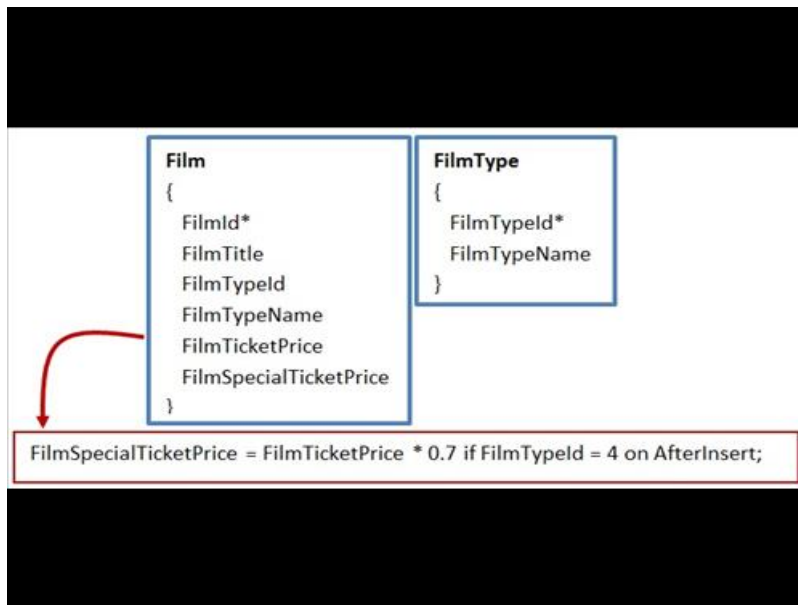 Film
{
FilmId*
FilmTitle
FilmTypeId
FilmTypeName
FilmTicketPrice
FilmSpecialTicketPrice
}
FilmType
{
FilmTypeId*
FilmTypeName
}
FilmSpecialTicketPrice = FilmTicketPrice * 0.7 if FilmTypeId = 4 on AfterInsert;